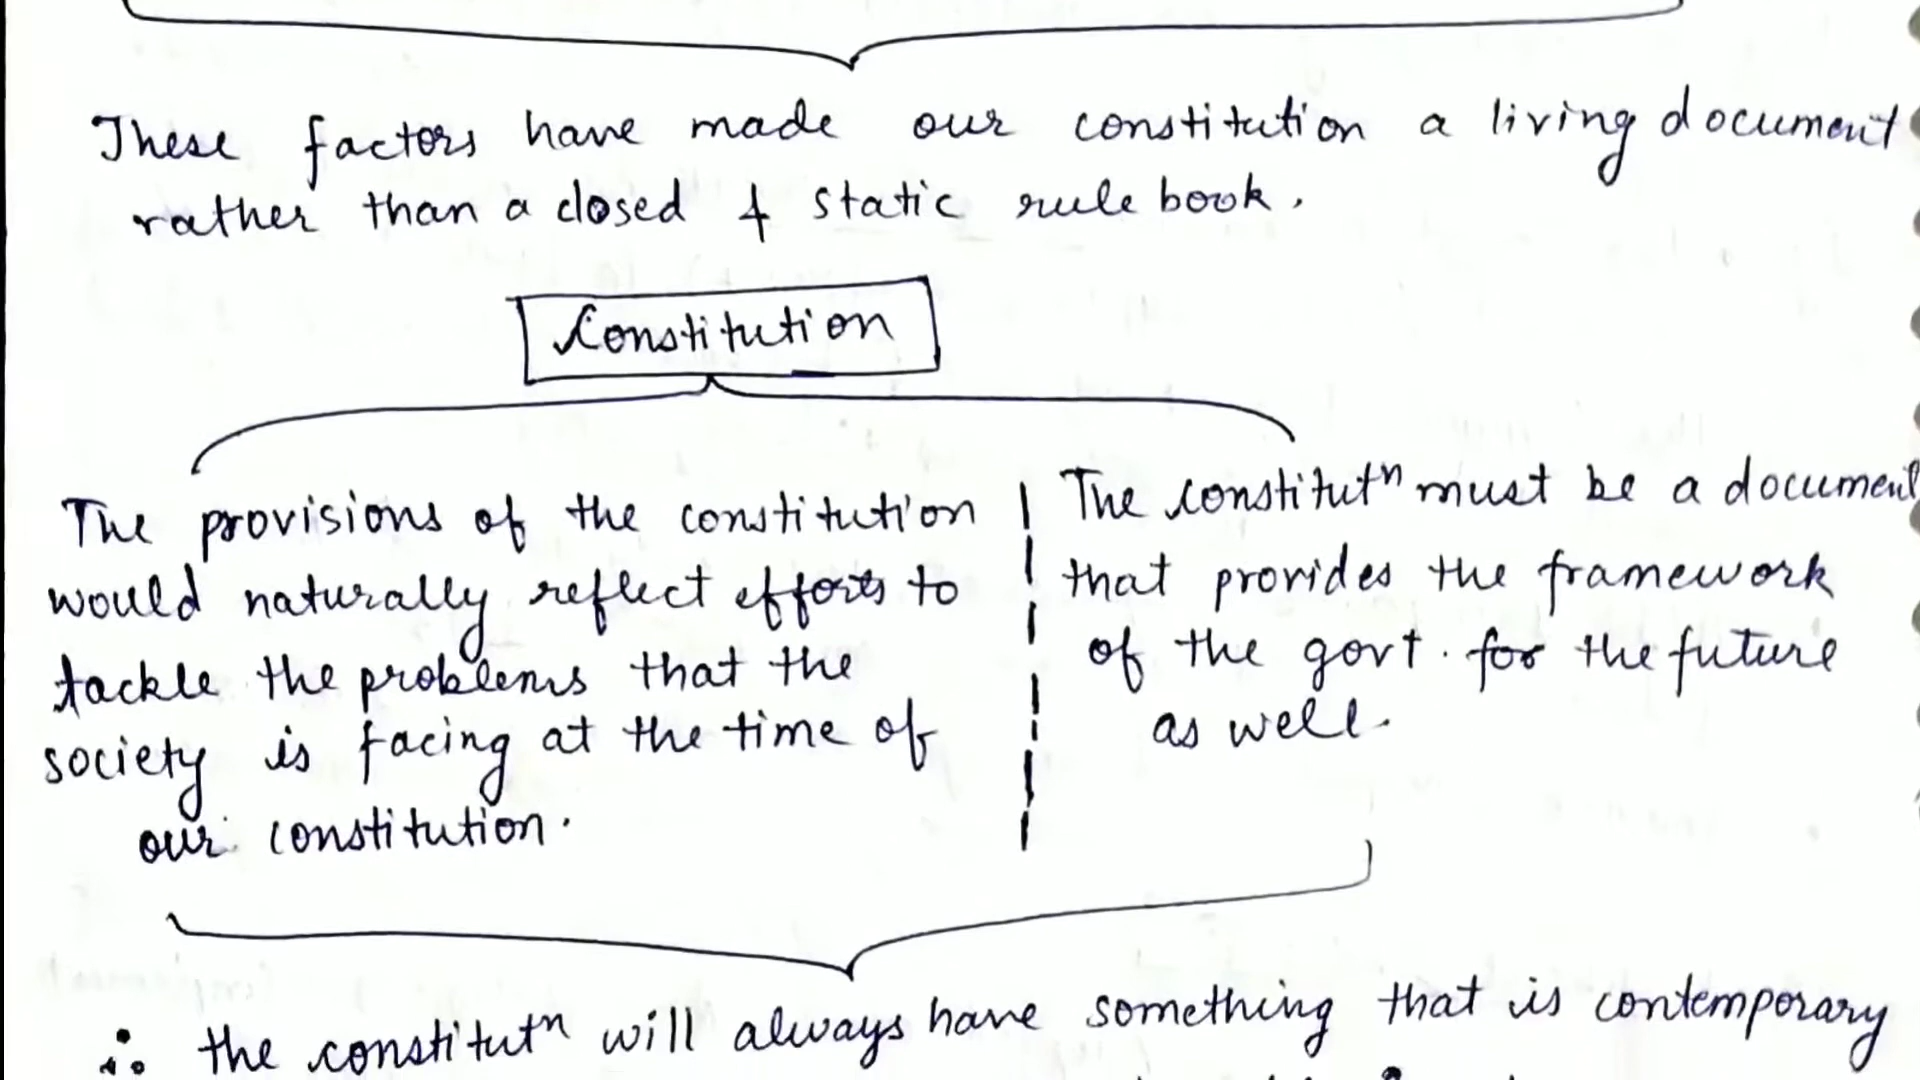 These factors have made our constitution a living document
rather than a closed & static rule book.
Constitution
The provisions of the constitution
would naturally reflect efforts to
tackle the problems that the
society is facing at the time of
our constitution.
The constitutⁿ must be a document
that provides the framework
of the govt. for the future
as well.
∴ the constitutⁿ will always have something that is contemporary